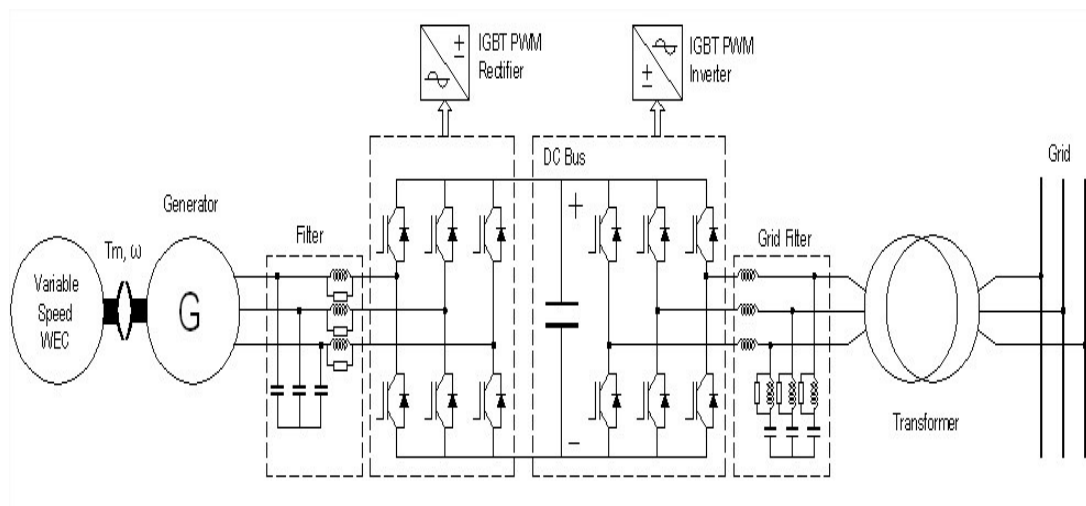 IGBT PWM
Rectifier
IGBT PWM
Inverter
DC Bus
Grid
Generator
Filter
Grid Filter
Tm, ω
Variable
Speed
WEC
G
Transformer